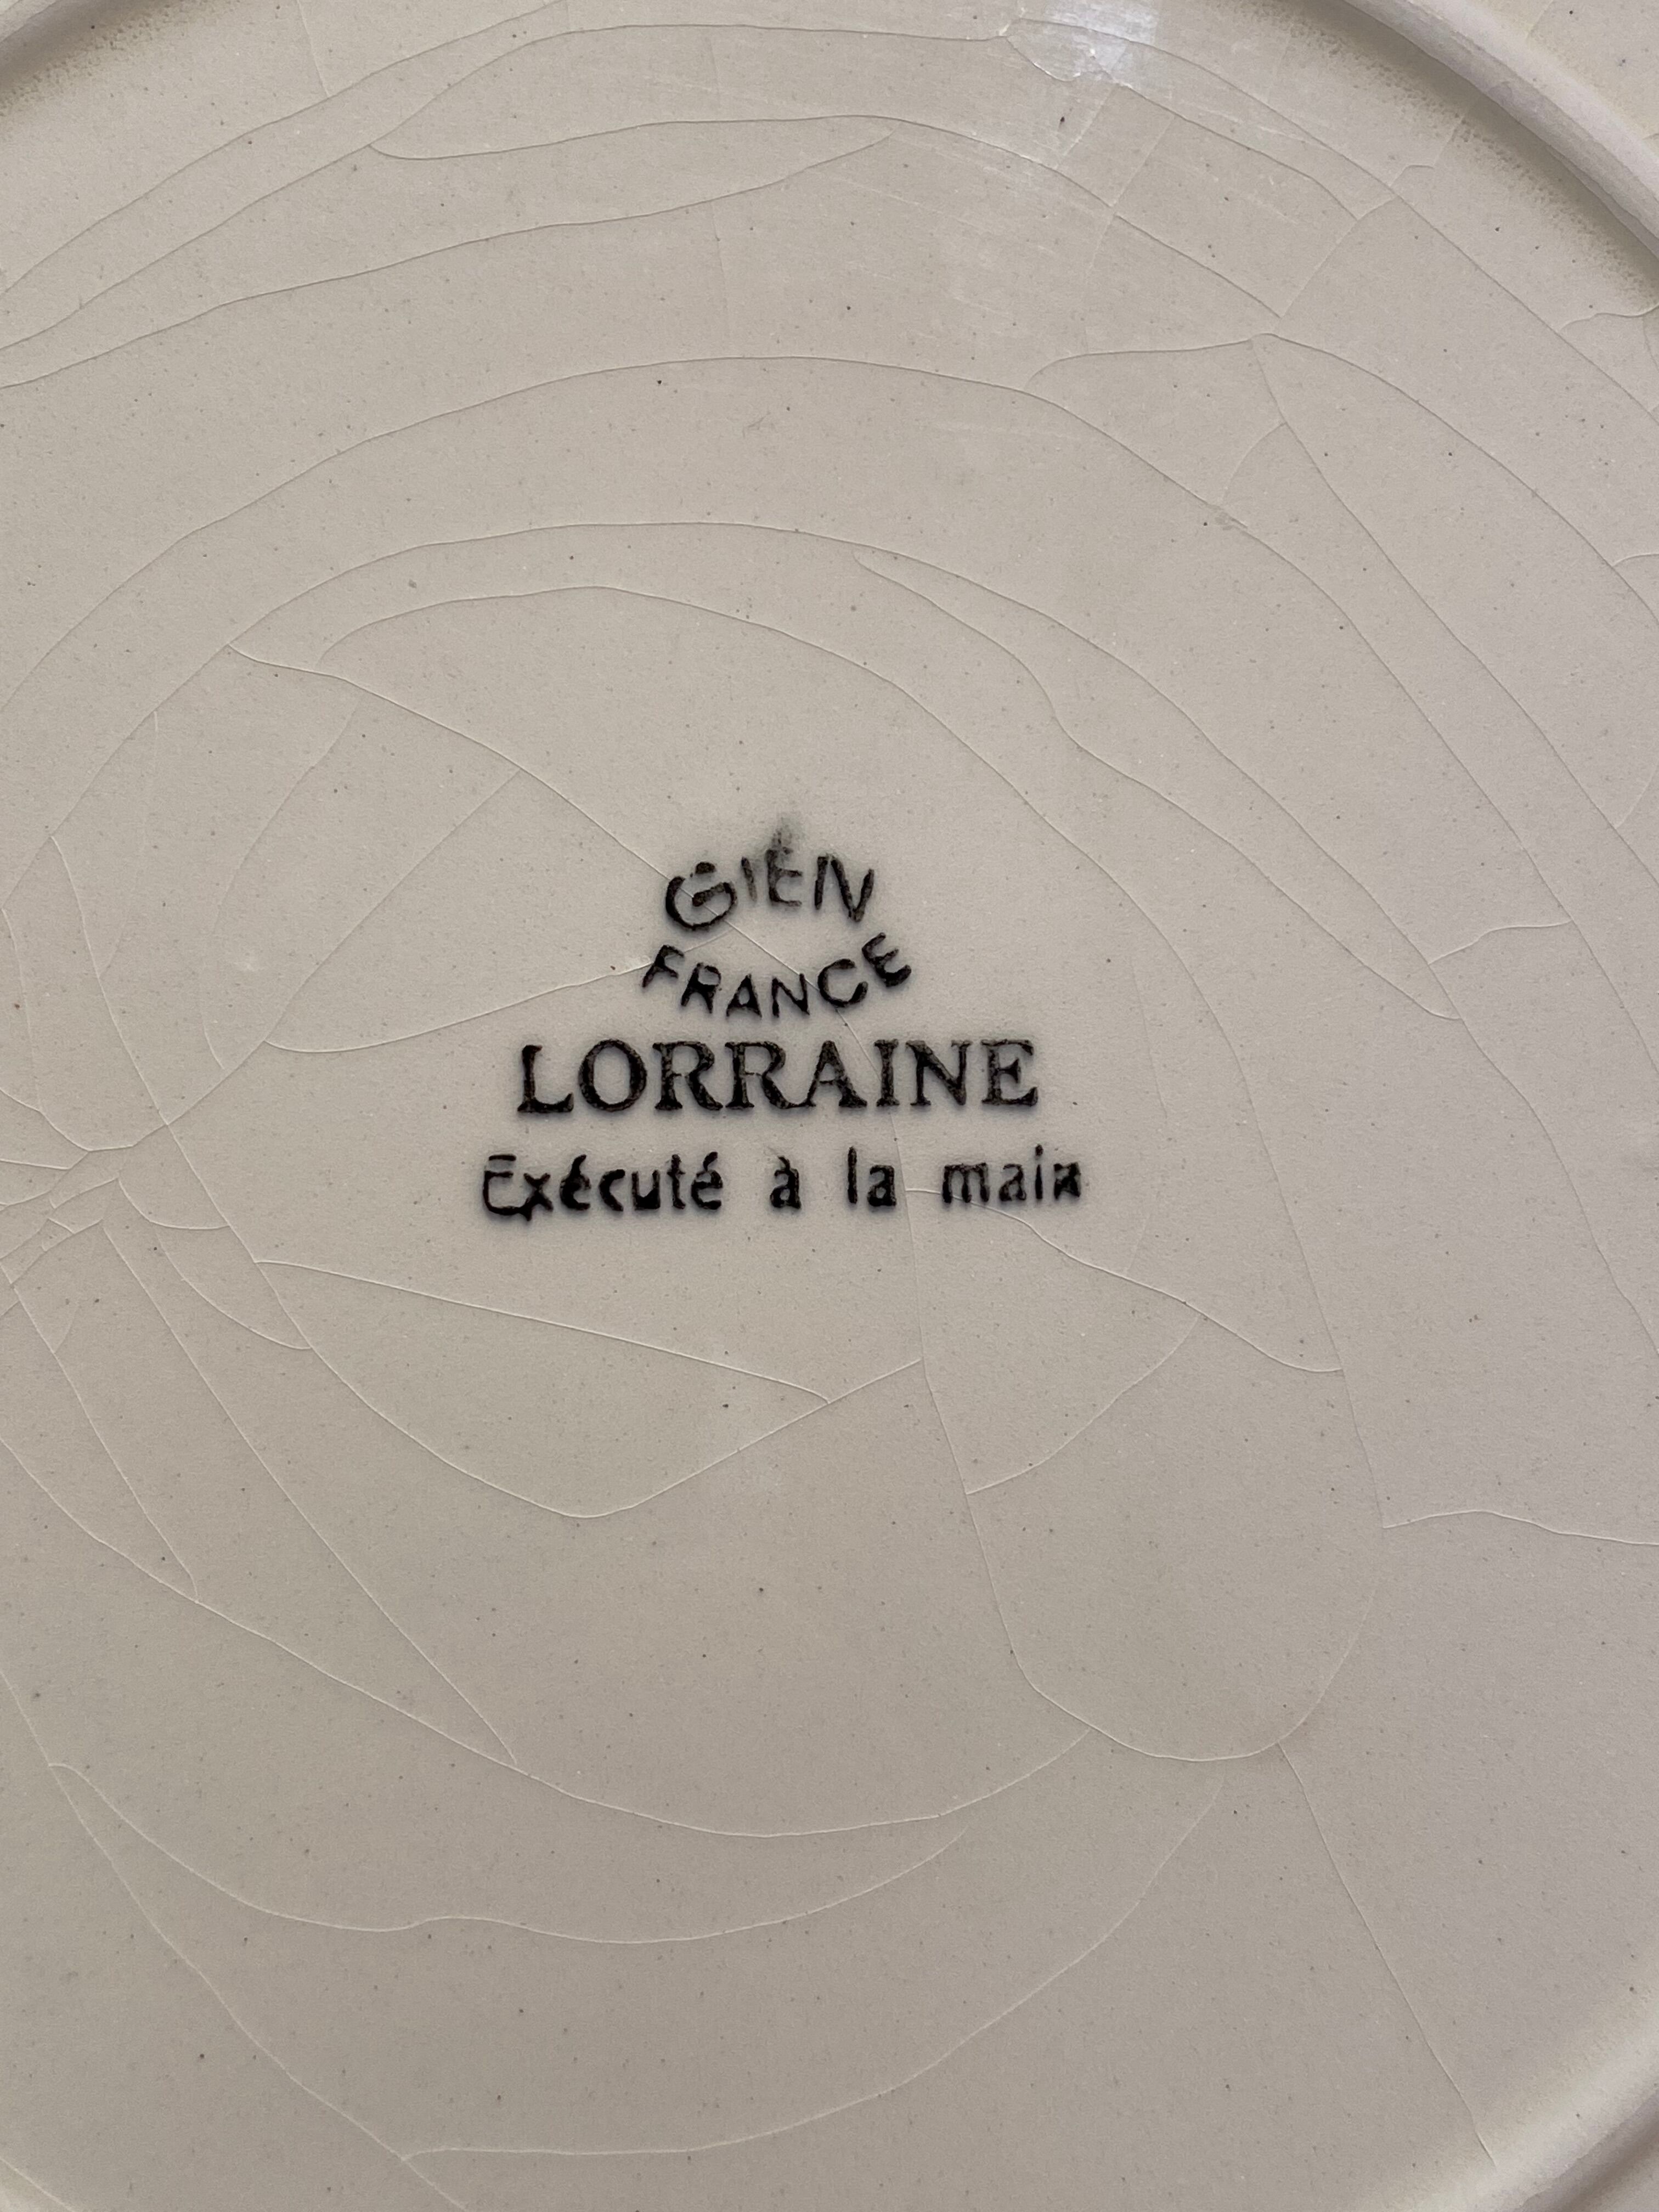 GIEN
FRANCE
LORRAINE
Exécuté à la main